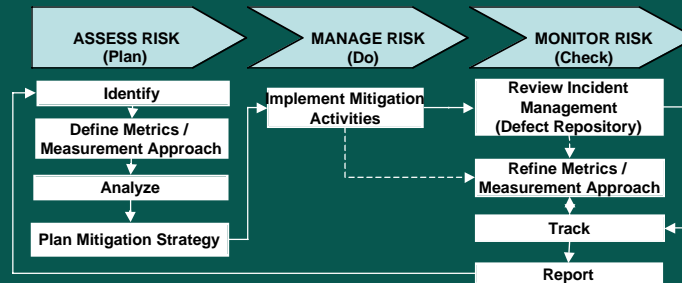 ASSESS RISK
(Plan)
MANAGE RISK
(Do)
MONITOR RISK
(Check)
Identify
Define Metrics /
Measurement Approach
Analyze
Plan Mitigation Strategy
Implement Mitigation
Activities
Review Incident
Management
(Defect Repository)
Refine Metrics /
Measurement Approach
Track
Report